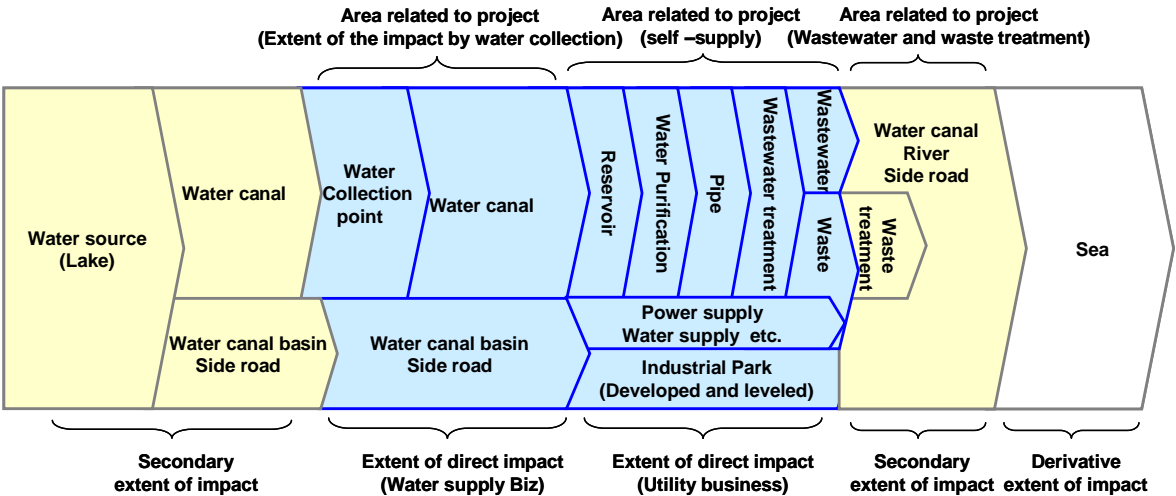 Area related to project
(Extent of the impact by water collection)
Area related to project
(self –supply)
Area related to project
(Wastewater and waste treatment)
Water source
(Lake)
Water canal
Water canal basin
Side road
Water
Collection
point
Water canal
Water canal basin
Side road
Reservoir
Water Purification
Pipe
Wastewater treatment
Wastewater
Waste
Power supply
Water supply etc.
Industrial Park
(Developed and leveled)
Water canal
River
Side road
Waste
treatment
Sea
Secondary
extent of impact
Extent of direct impact
(Water supply Biz)
Extent of direct impact
(Utility business)
Secondary
extent of impact
Derivative
extent of impact